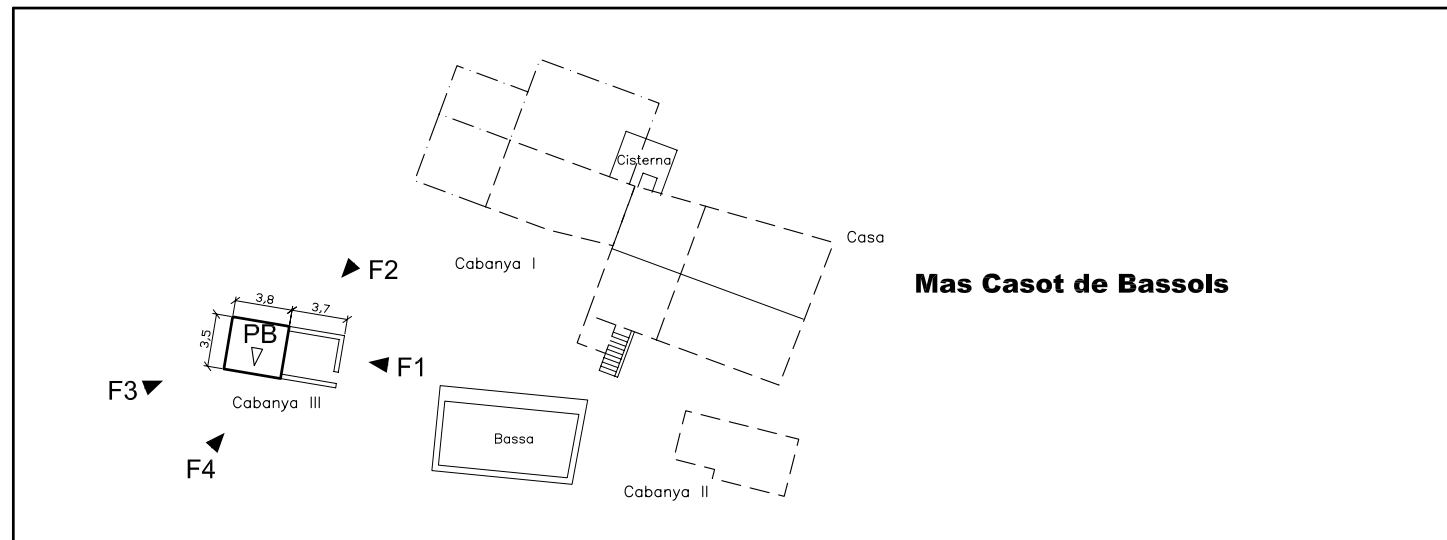 Cisterna
Casa
Cabanya I
F2
Mas Casot de Bassols
3,8
3,7
3,5
PB
F1
F3
Cabanya III
Bassa
F4
Cabanya II